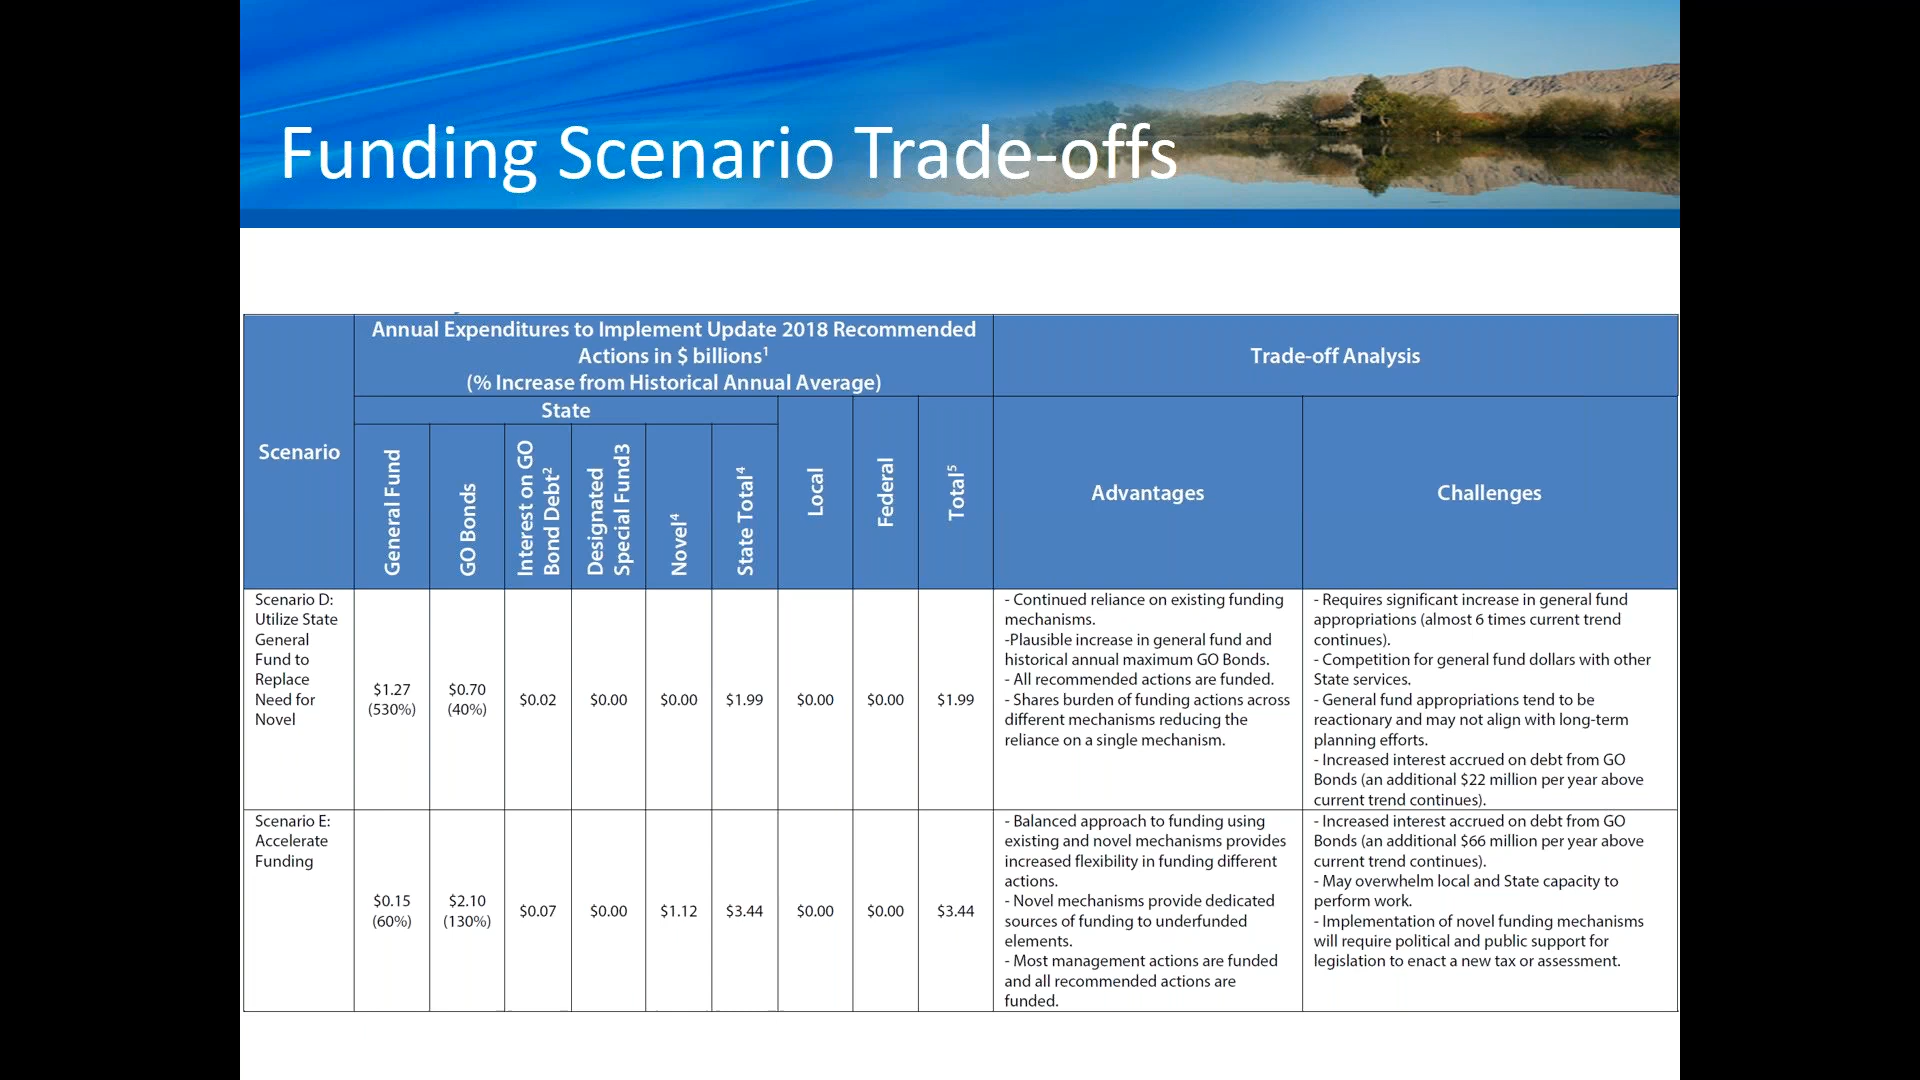 Funding Scenario Trade-offs
Scenario
Annual Expenditures to Implement Update 2018 Recommended
Actions in $ billions¹
(% Increase from Historical Annual Average)
Trade-off Analysis
State
General Fund
GO Bonds
Interest on GO
Bond Debt²
Designated
Special Fund3
Novel⁴
State Total⁴
Local
Federal
Total⁵
Advantages
Challenges
Scenario D:
Utilize State
General
Fund to
Replace
Need for
Novel
$1.27
(530%)
$0.70
(40%)
$0.02
$0.00
$0.00
$1.99
$0.00
$0.00
$1.99
- Continued reliance on existing funding
mechanisms.
-Plausible increase in general fund and
historical annual maximum GO Bonds.
- All recommended actions are funded.
- Shares burden of funding actions across
different mechanisms reducing the
reliance on a single mechanism.
- Requires significant increase in general fund
appropriations (almost 6 times current trend
continues).
- Competition for general fund dollars with other
State services.
- General fund appropriations tend to be
reactionary and may not align with long-term
planning efforts.
- Increased interest accrued on debt from GO
Bonds (an additional $22 million per year above
current trend continues).
Scenario E:
Accelerate
Funding
$0.15
(60%)
$2.10
(130%)
$0.07
$0.00
$1.12
$3.44
$0.00
$0.00
$3.44
- Balanced approach to funding using
existing and novel mechanisms provides
increased flexibility in funding different
actions.
- Novel mechanisms provide dedicated
sources of funding to underfunded
elements.
- Most management actions are funded
and all recommended actions are
funded.
- Increased interest accrued on debt from GO
Bonds (an additional $66 million per year above
current trend continues).
- May overwhelm local and State capacity to
perform work.
- Implementation of novel funding mechanisms
will require political and public support for
legislation to enact a new tax or assessment.